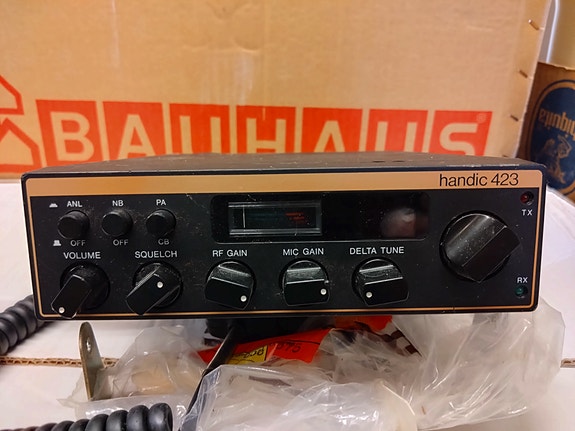 BAUHAUS®
handic 423
ANL
NB
PA
TX
OFF
OFF
CB
VOLUME
SQUELCH
RF GAIN
MIC GAIN
DELTA TUNE
RX